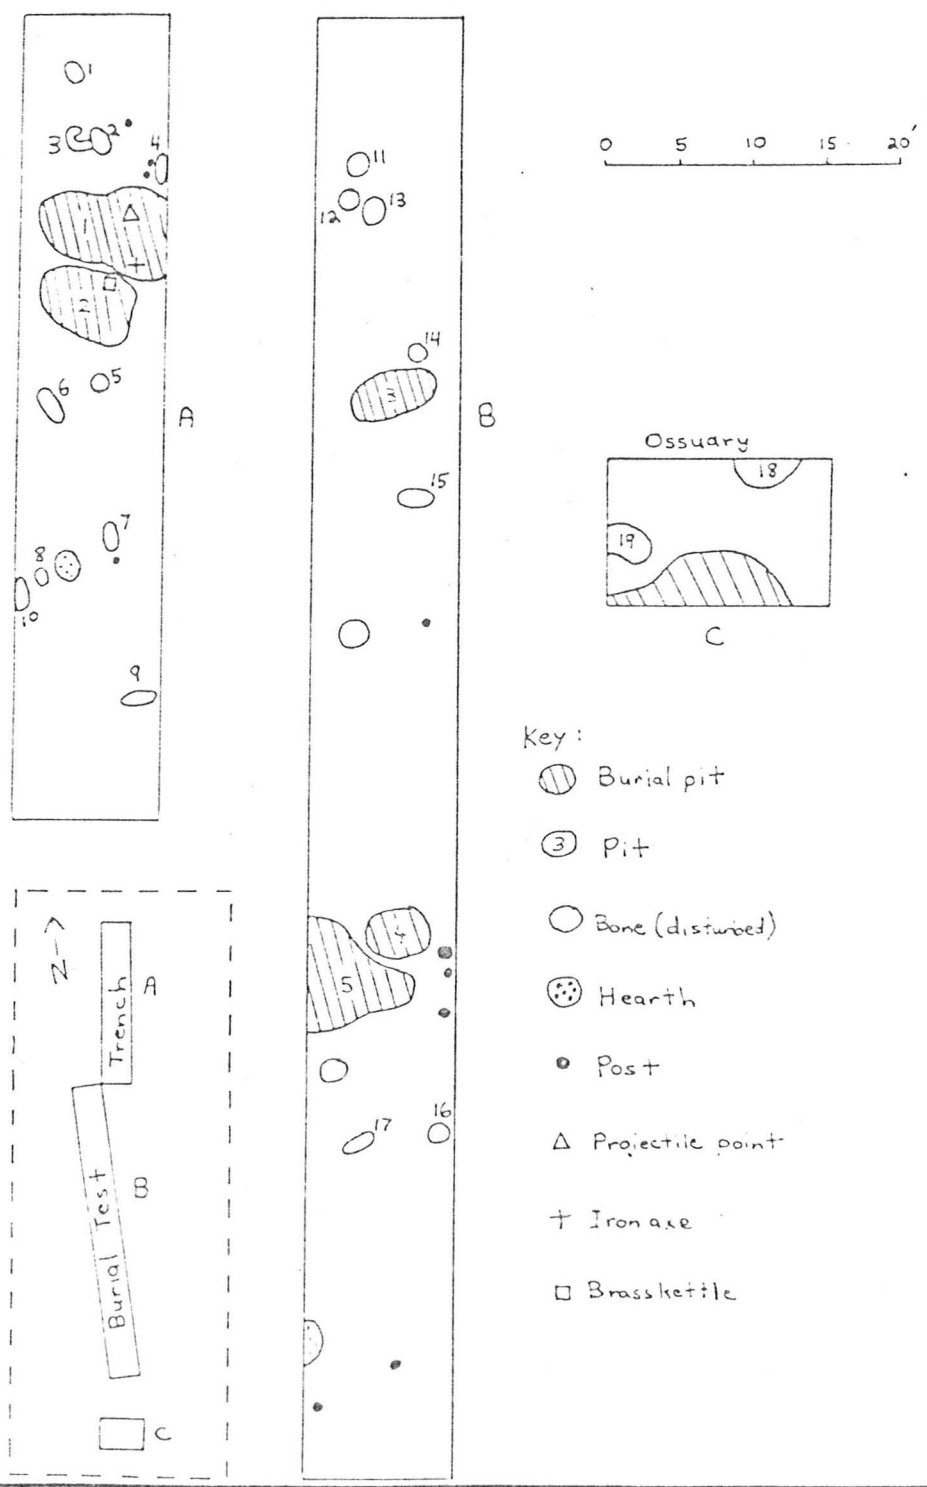 1
2
3
4
1
2
5
6
A
7
8
10
9
11
12
13
14
3
B
15
4
5
16
17
0 5 10 15 20'
Ossuary
18
19
C
Key:
Burial pit
3 Pit
Bone (disturbed)
Hearth
Post
Projectile point
Iron axe
Brass kettle
N
Trench
A
Burial Test
B
C